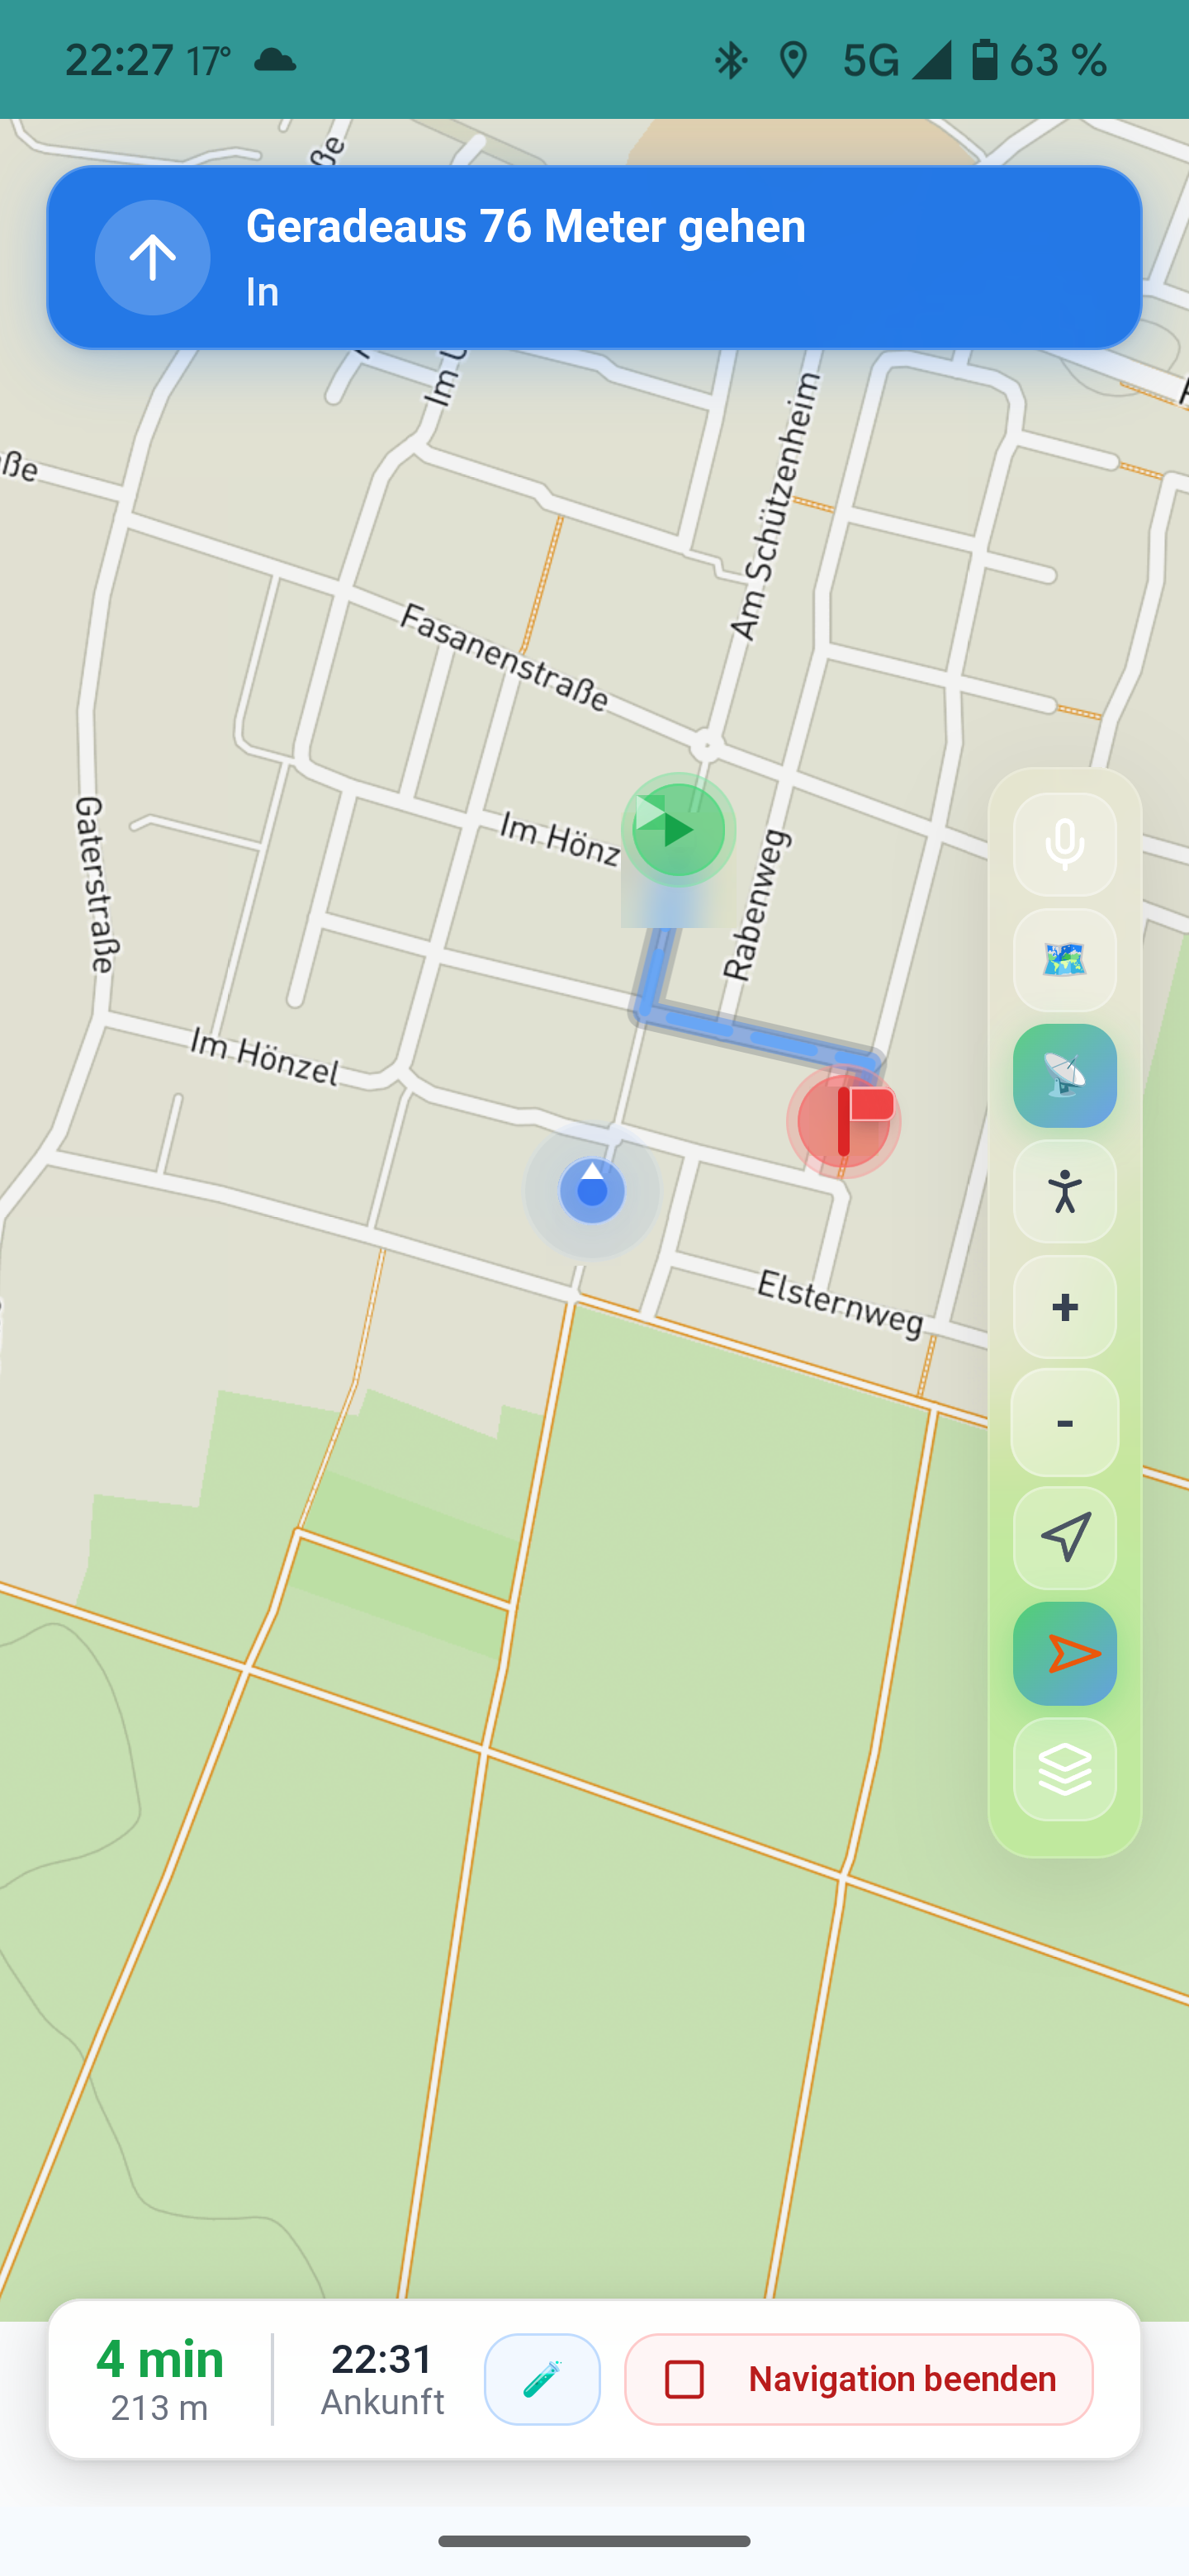 22:27 17° 5G 63 %
ße
Geradeaus 76 Meter gehen
In
Im
ße
Am Schützenheim
Fasanenstraße
Gaterstraße
Im Hönz
Rabenweg
Im Hönzel
Elsternweg
+
-
4 min
213 m
22:31
Ankunft
Navigation beenden